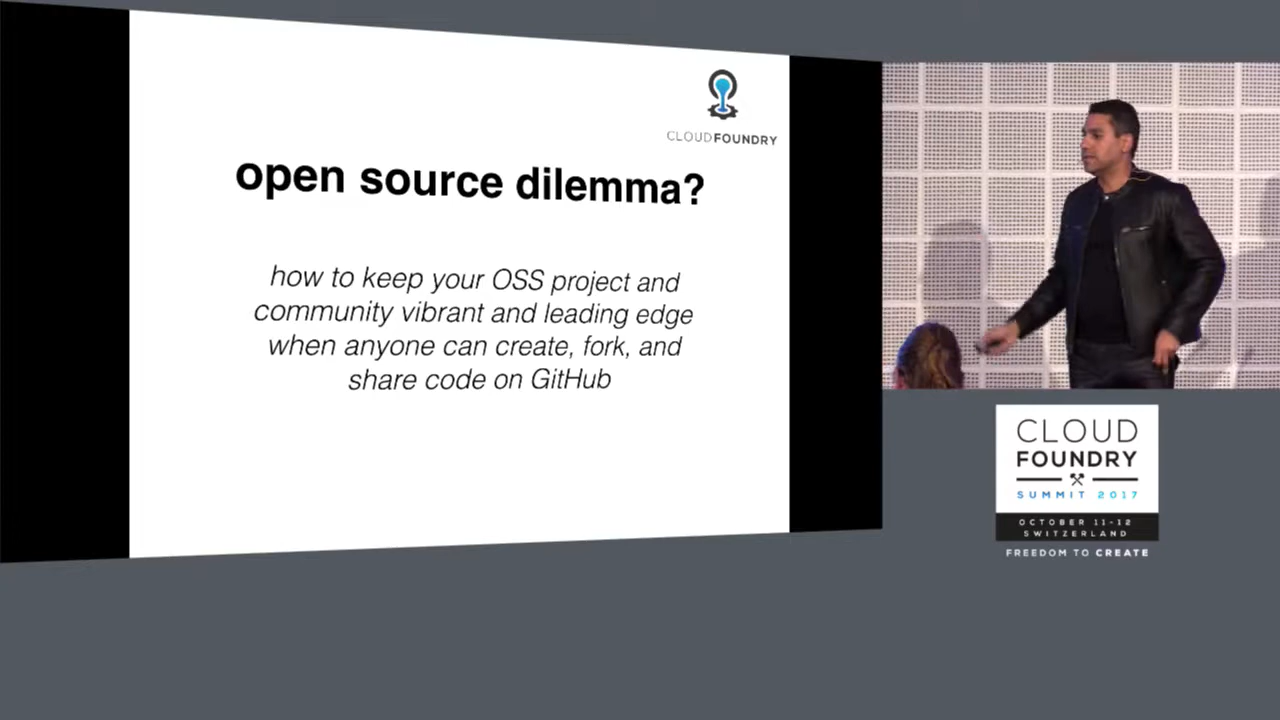 CLOUDFOUNDRY
open source dilemma?
how to keep your OSS project and
community vibrant and leading edge
when anyone can create, fork, and
share code on GitHub
CLOUD
FOUNDRY
SUMMIT 2017
OCTOBER 11-12
SWITZERLAND
FREEDOM TO CREATE